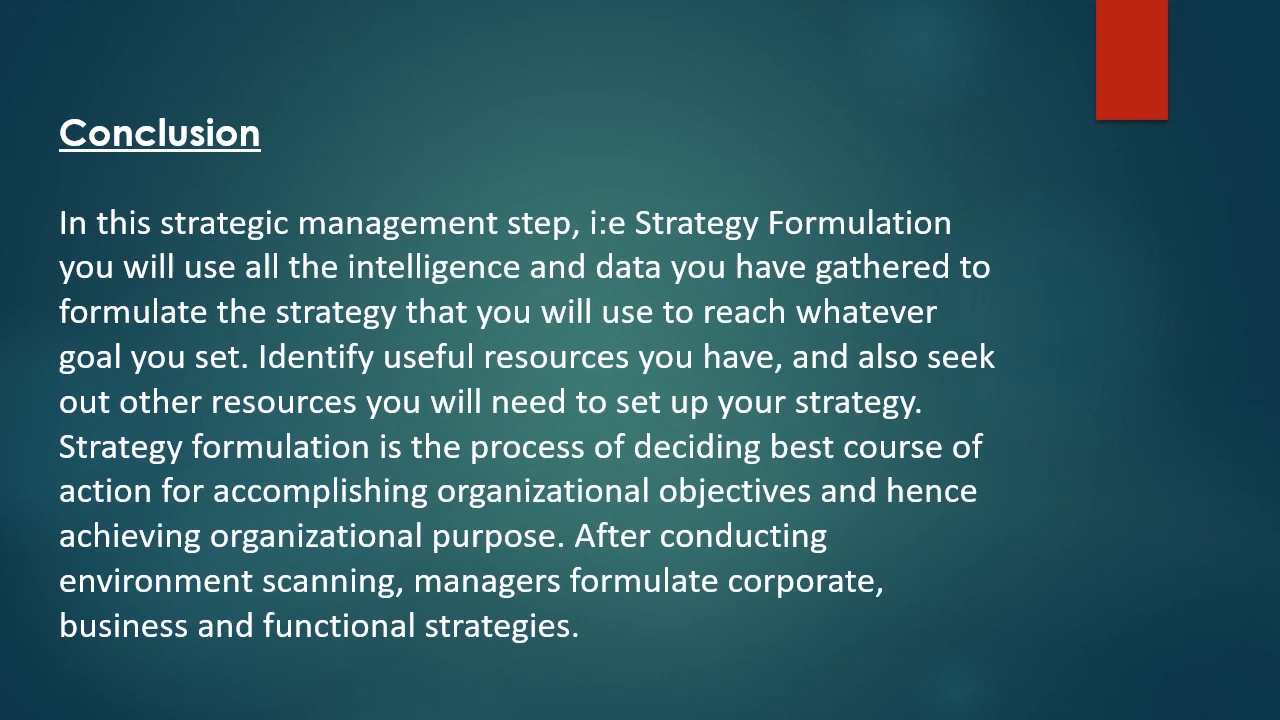 Conclusion
In this strategic management step, i:e Strategy Formulation
you will use all the intelligence and data you have gathered to
formulate the strategy that you will use to reach whatever
goal you set. Identify useful resources you have, and also seek
out other resources you will need to set up your strategy.
Strategy formulation is the process of deciding best course of
action for accomplishing organizational objectives and hence
achieving organizational purpose. After conducting
environment scanning, managers formulate corporate,
business and functional strategies.